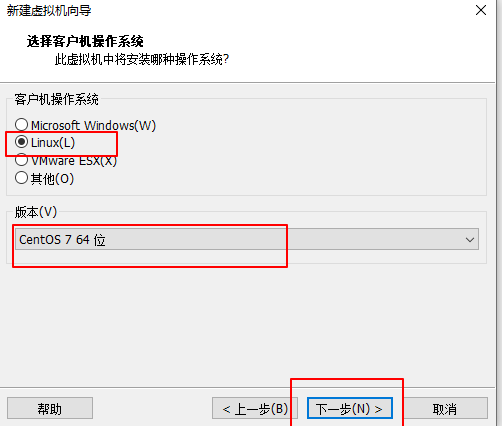 新建虚拟机向导
选择客户机操作系统
此虚拟机中将安装哪种操作系统?
客户机操作系统
Microsoft Windows(W)
Linux(L)
VMware ESX(X)
其他(O)
版本(V)
CentOS 7 64 位
帮助
< 上一步(B)
下一步(N) >
取消